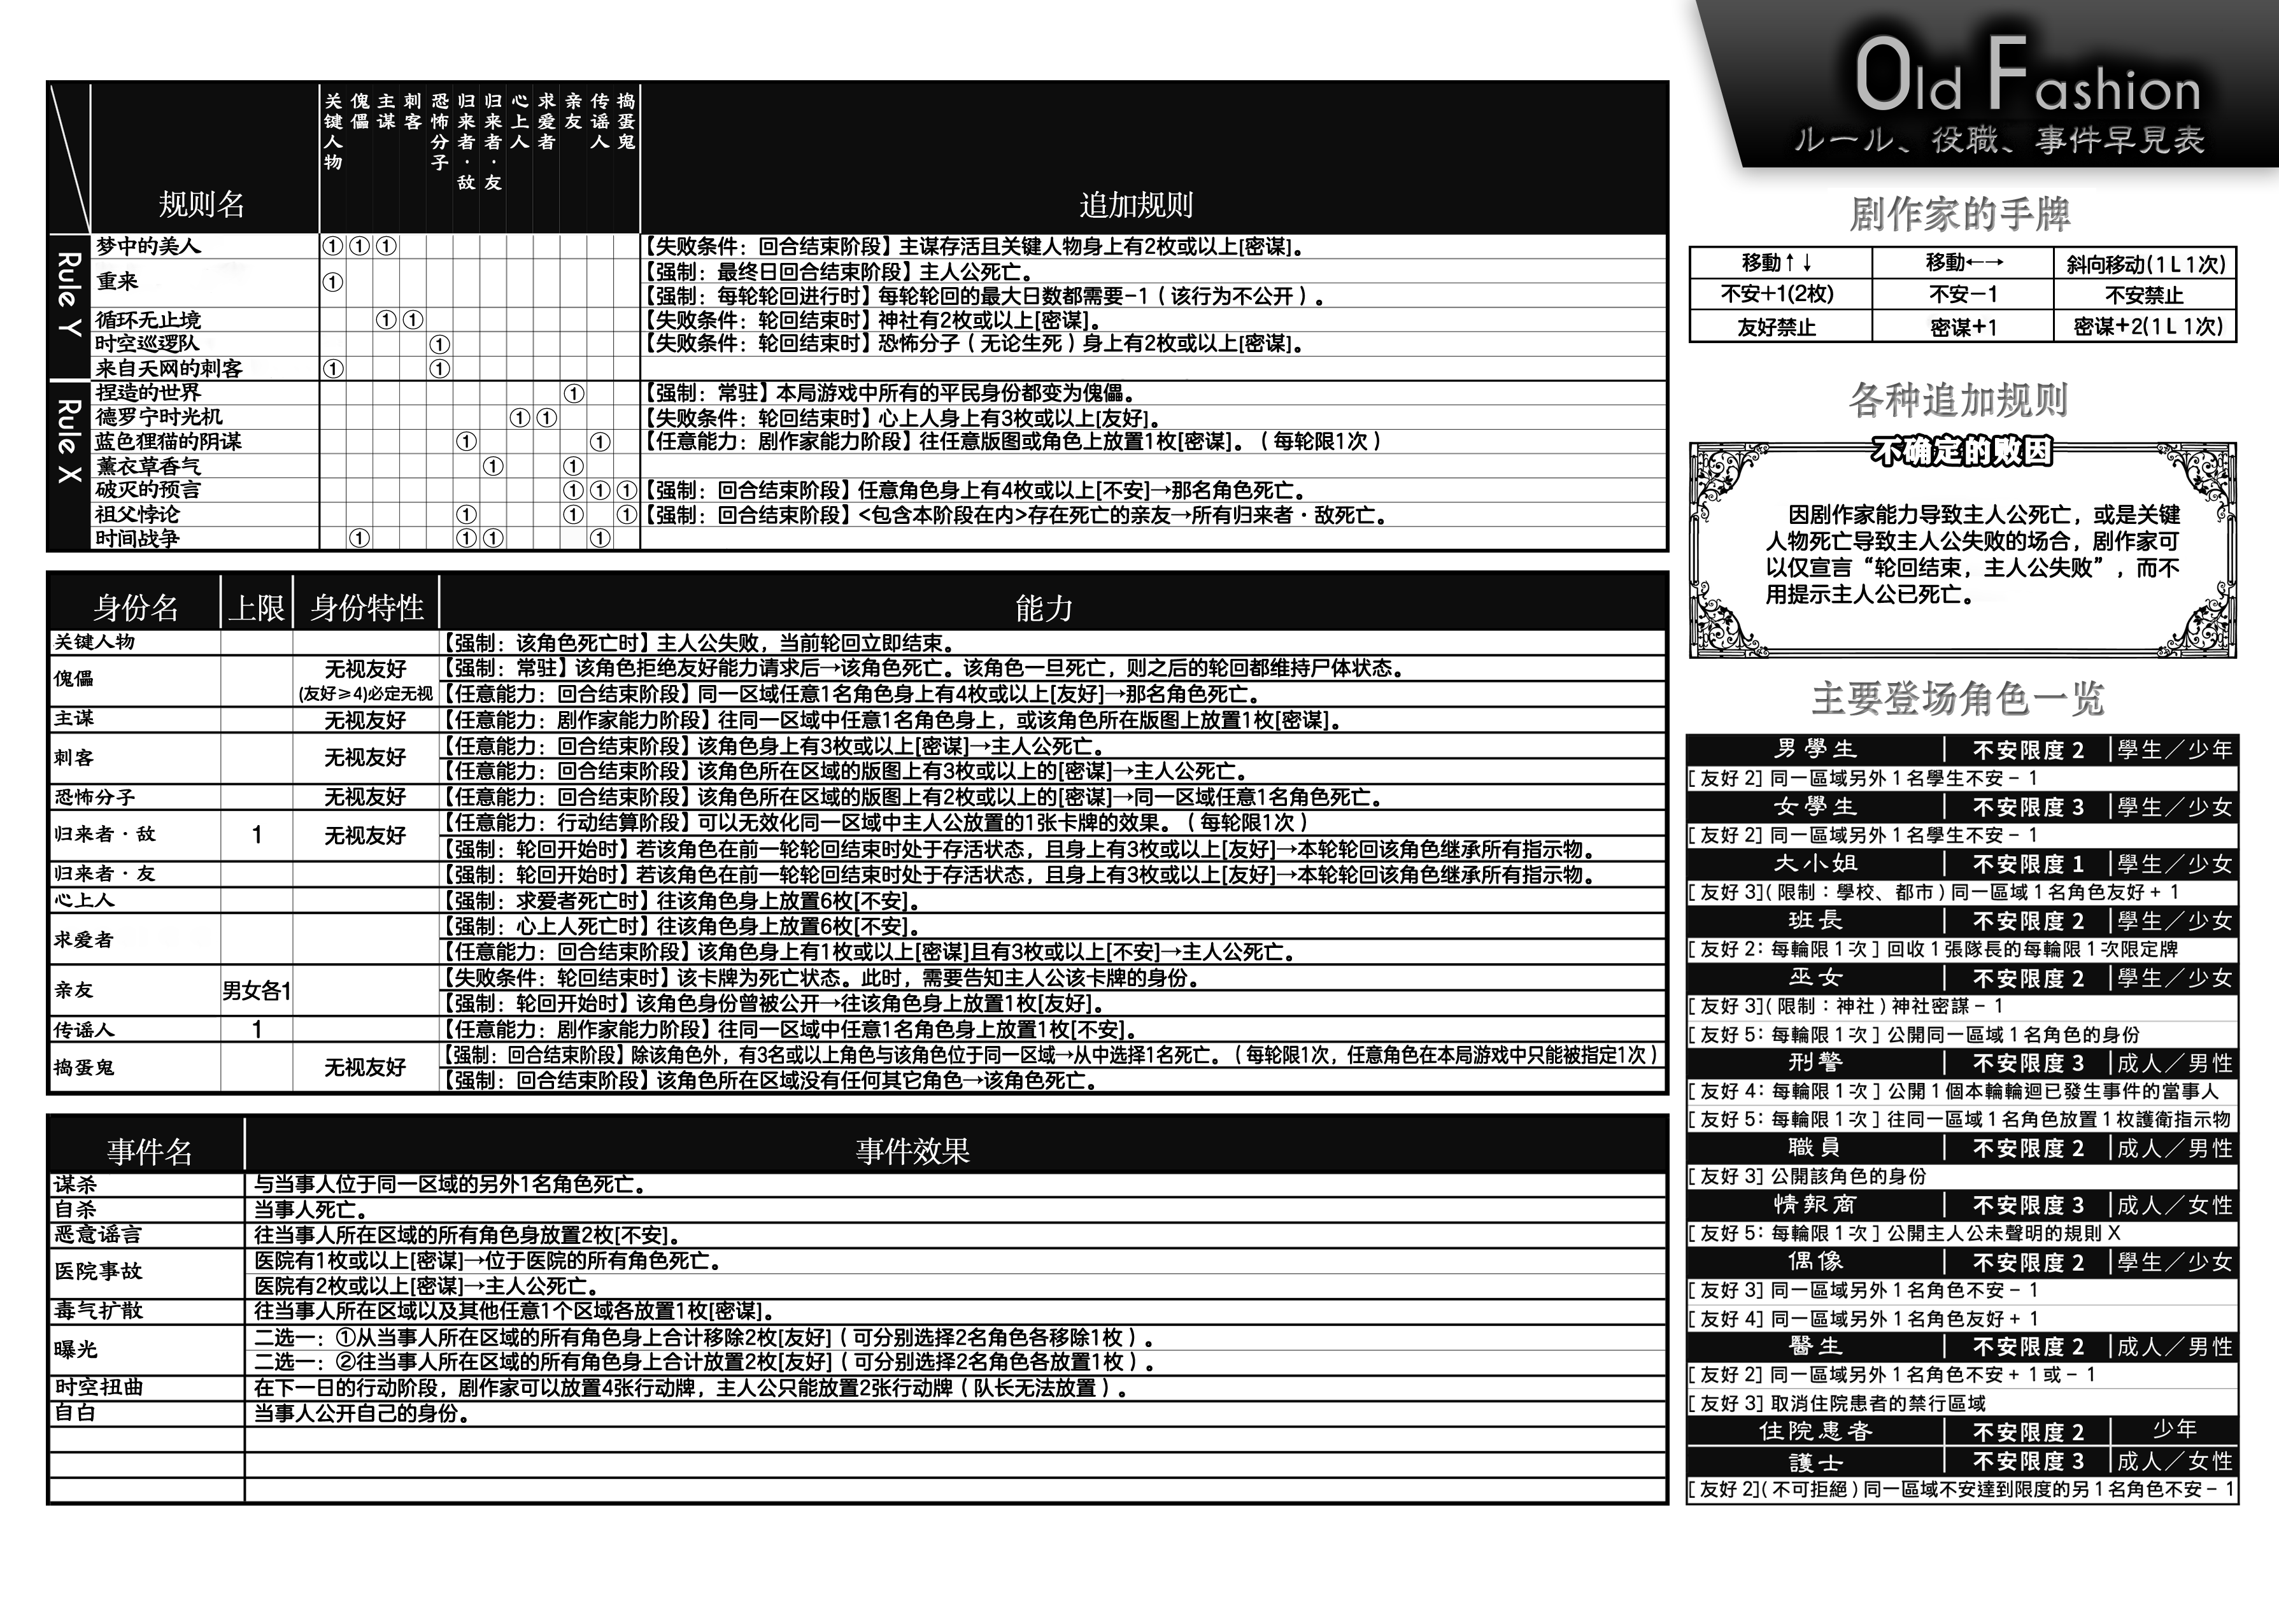 Old Fashion
ルール、役職、事件早見表
规则名 关键人物 傀儡 主谋 刺客 恐怖分子 归来者·敌 归来者·友 心上人 求爱者 亲友 传谣人 捣蛋鬼 追加规则
Rule Y
梦中的美人 ① ① ① 【失败条件：回合结束阶段】主谋存活且关键人物身上有2枚或以上[密谋]。
重来 ① 【强制：最终日回合结束阶段】主人公死亡。
【强制：每轮轮回进行时】每轮轮回的最大日数都需要-1（该行为不公开）。
循环无止境 ① ① 【失败条件：轮回结束时】神社有2枚或以上[密谋]。
时空巡逻队 ① 【失败条件：轮回结束时】恐怖分子（无论生死）身上有2枚或以上[密谋]。
来自天网的刺客 ① ①
Rule X
捏造的世界 ① 【强制：常驻】本局游戏中所有的平民身份都变为傀儡。
德罗宁时光机 ① ① 【失败条件：轮回结束时】心上人身上有3枚或以上[友好]。
蓝色狸猫的阴谋 ① ① 【任意能力：剧作家能力阶段】往任意版图或角色上放置1枚[密谋]。（每轮限1次）
薰衣草香气 ① ①
破灭的预言 ① ① ① 【强制：回合结束阶段】任意角色身上有4枚或以上[不安]→那名角色死亡。
祖父悖论 ① ① ① 【强制：回合结束阶段】<包含本阶段在内>存在死亡的亲友→所有归来者·敌死亡。
时间战争 ① ① ① ①
身份名 上限 身份特性 能力
关键人物 【强制：该角色死亡时】主人公失败，当前轮回立即结束。
傀儡 无视友好 【强制：常驻】该角色拒绝友好能力请求后→该角色死亡。该角色一旦死亡，则之后的轮回都维持尸体状态。
(友好≥4)必定无视 【任意能力：回合结束阶段】同一区域任意1名角色身上有4枚或以上[友好]→那名角色死亡。
主谋 无视友好 【任意能力：剧作家能力阶段】往同一区域中任意1名角色身上，或该角色所在版图上放置1枚[密谋]。
刺客 无视友好 【任意能力：回合结束阶段】该角色身上有3枚或以上[密谋]→主人公死亡。
【任意能力：回合结束阶段】该角色所在区域的版图上有3枚或以上的[密谋]→主人公死亡。
恐怖分子 无视友好 【任意能力：回合结束阶段】该角色所在区域的版图上有2枚或以上的[密谋]→同一区域任意1名角色死亡。
归来者·敌 1 无视友好 【任意能力：行动结算阶段】可以无效化同一区域中主人公放置的1张卡牌的效果。（每轮限1次）
【强制：轮回开始时】若该角色在前一轮轮回结束时处于存活状态，且身上有3枚或以上[友好]→本轮轮回该角色继承所有指示物。
归来者·友 【强制：轮回开始时】若该角色在前一轮轮回结束时处于存活状态，且身上有3枚或以上[友好]→本轮轮回该角色继承所有指示物。
心上人 【强制：求爱者死亡时】往该角色身上放置6枚[不安]。
求爱者 【强制：心上人死亡时】往该角色身上放置6枚[不安]。
【任意能力：回合结束阶段】该角色身上有1枚或以上[密谋]且有3枚或以上[不安]→主人公死亡。
亲友 男女各1 【失败条件：轮回结束时】该卡牌为死亡状态。此时，需要告知主人公该卡牌的身份。
【强制：轮回开始时】该角色身份曾被公开→往该角色身上放置1枚[友好]。
传谣人 1 【任意能力：剧作家能力阶段】往同一区域中任意1名角色身上放置1枚[不安]。
捣蛋鬼 无视友好 【强制：回合结束阶段】除该角色外，有3名或以上角色与该角色位于同一区域→从中选择1名死亡。（每轮限1次，任意角色在本局游戏中只能被指定1次）
【强制：回合结束阶段】该角色所在区域没有任何其它角色→该角色死亡。
事件名 事件效果
谋杀 与当事人位于同一区域的另外1名角色死亡。
自杀 当事人死亡。
恶意谣言 往当事人所在区域的所有角色身放置2枚[不安]。
医院事故 医院有1枚或以上[密谋]→位于医院的所有角色死亡。
医院有2枚或以上[密谋]→主人公死亡。
毒气扩散 往当事人所在区域以及其他任意1个区域各放置1枚[密谋]。
曝光 二选一：①从当事人所在区域的所有角色身上合计移除2枚[友好]（可分别选择2名角色各移除1枚）。
二选一：②往当事人所在区域的所有角色身上合计放置2枚[友好]（可分别选择2名角色各放置1枚）。
时空扭曲 在下一日的行动阶段，剧作家可以放置4张行动牌，主人公只能放置2张行动牌（队长无法放置）。
自白 当事人公开自己的身份。
剧作家的手牌
移動↑↓ 移動←→ 斜向移动(1L1次)
不安+1(2枚) 不安－1 不安禁止
友好禁止 密谋+1 密谋+2(1L1次)
各种追加规则
不确定的败因
因剧作家能力导致主人公死亡，或是关键
人物死亡导致主人公失败的场合，剧作家可
以仅宣言“轮回结束，主人公失败”，而不
用提示主人公已死亡。
主要登场角色一览
男學生 不安限度2 學生／少年
[友好2]同一區域另外1名學生不安－1
女學生 不安限度3 學生／少女
[友好2]同一區域另外1名學生不安－1
大小姐 不安限度1 學生／少女
[友好3](限制：學校、都市)同一區域1名角色友好+1
班長 不安限度2 學生／少女
[友好2：每輪限1次]回收1張隊長的每輪限1次限定牌
巫女 不安限度2 學生／少女
[友好3](限制：神社)神社密謀－1
[友好5：每輪限1次]公開同一區域1名角色的身份
刑警 不安限度3 成人／男性
[友好4：每輪限1次]公開1個本輪輪迴已發生事件的當事人
[友好5：每輪限1次]往同一區域1名角色放置1枚護衛指示物
職員 不安限度2 成人／男性
[友好3]公開該角色的身份
情報商 不安限度3 成人／女性
[友好5：每輪限1次]公開主人公未聲明的規則X
偶像 不安限度2 學生／少女
[友好3]同一區域另外1名角色不安－1
[友好4]同一區域另外1名角色友好+1
醫生 不安限度2 成人／男性
[友好2]同一區域另外1名角色不安+1或－1
[友好3]取消住院患者的禁行區域
住院患者 不安限度2 少年
護士 不安限度3 成人／女性
[友好2](不可拒絕)同一區域不安達到限度的另1名角色不安－1